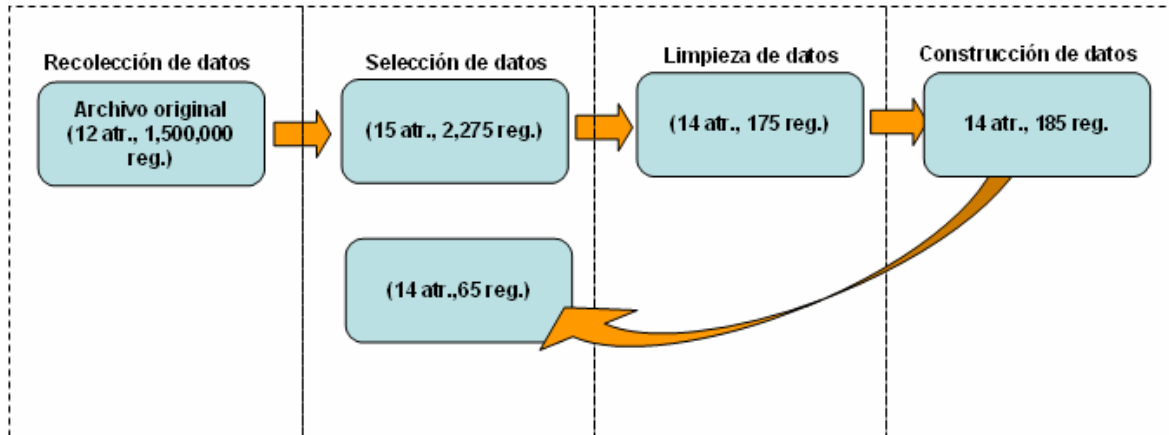 Recolección de datos
Archivo original
(12 atr., 1,500,000
reg.)
Selección de datos
(15 atr., 2,275 reg.)
(14 atr.,65 reg.)
Limpieza de datos
(14 atr., 175 reg.)
Construcción de datos
14 atr., 185 reg.